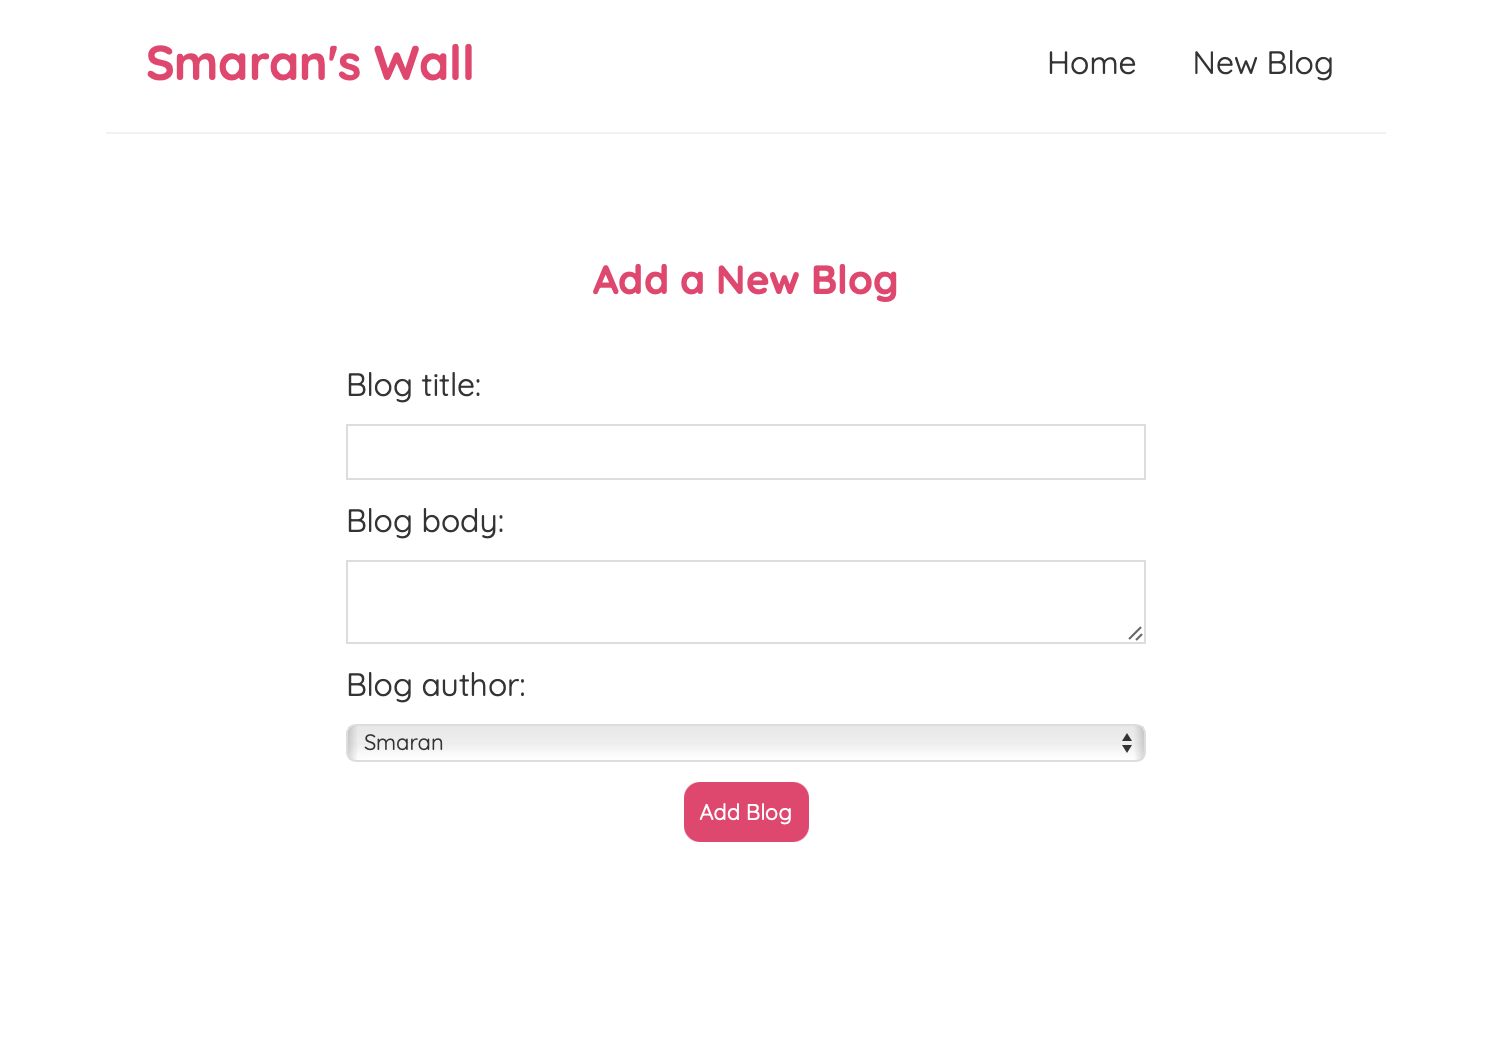 Smaran's Wall
Home
New Blog
Add a New Blog
Blog title:
Blog body:
Blog author:
Smaran
Add Blog